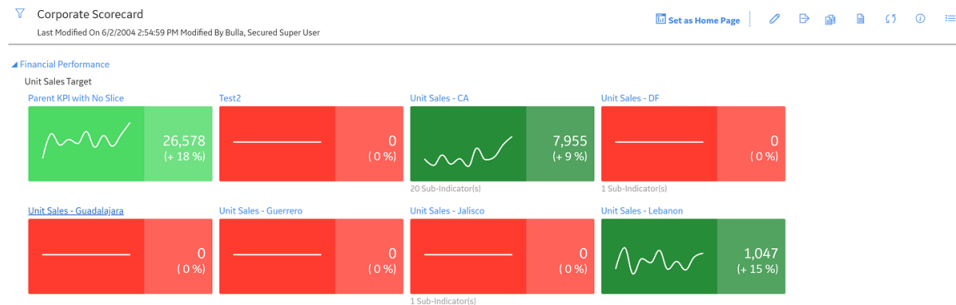 Corporate Scorecard
Set as Home Page
Last Modified On 6/2/2004 2:54:59 PM Modified By Bulla, Secured Super User
Financial Performance
Unit Sales Target
Parent KPI with No Slice
Test2
Unit Sales - CA
Unit Sales - DF
26,578
(+ 18 %)
0
( 0 %)
7,955
(+ 9 %)
0
( 0 %)
20 Sub-Indicator(s)
1 Sub-Indicator(s)
Unit Sales - Guadalajara
Unit Sales - Guerrero
Unit Sales - Jalisco
Unit Sales - Lebanon
0
( 0 %)
0
( 0 %)
0
( 0 %)
1,047
(+ 15 %)
1 Sub-Indicator(s)